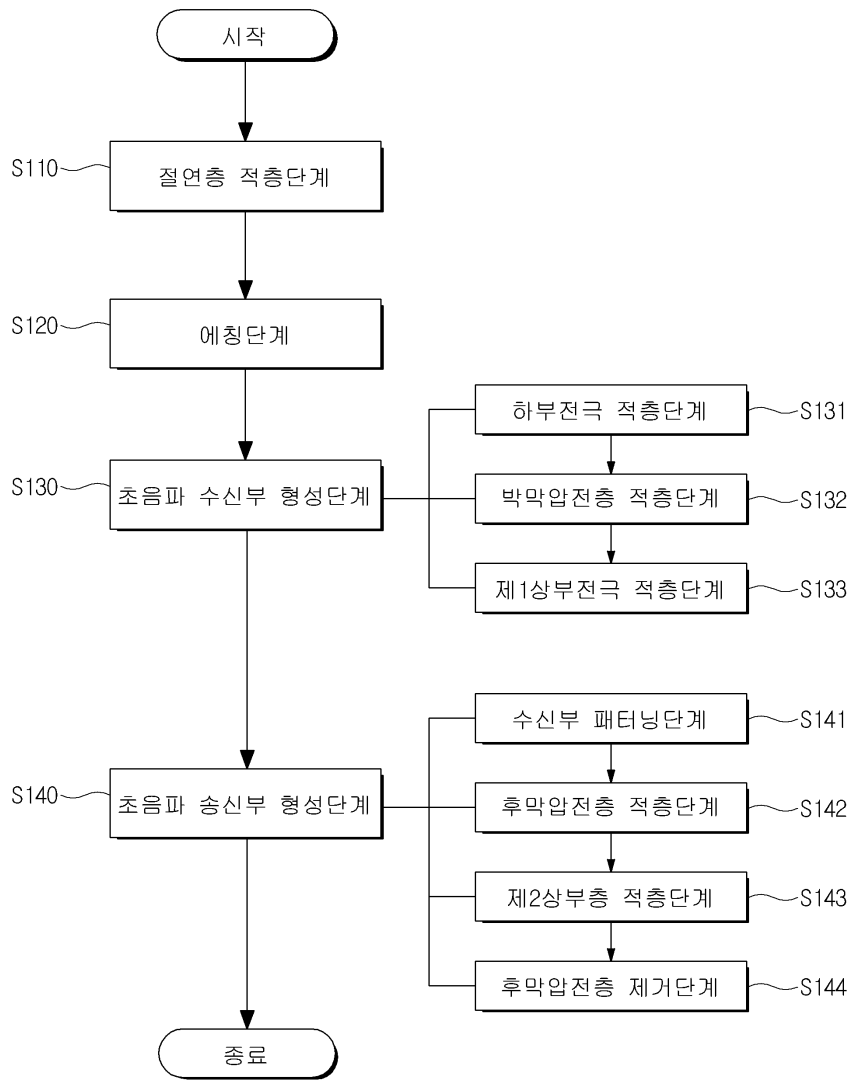 시작
S110
절연층 적층단계
S120
에칭단계
S130
초음파 수신부 형성단계
하부전극 적층단계
S131
박막압전층 적층단계
S132
제1상부전극 적층단계
S133
S140
초음파 송신부 형성단계
수신부 패터닝단계
S141
후막압전층 적층단계
S142
제2상부층 적층단계
S143
후막압전층 제거단계
S144
종료